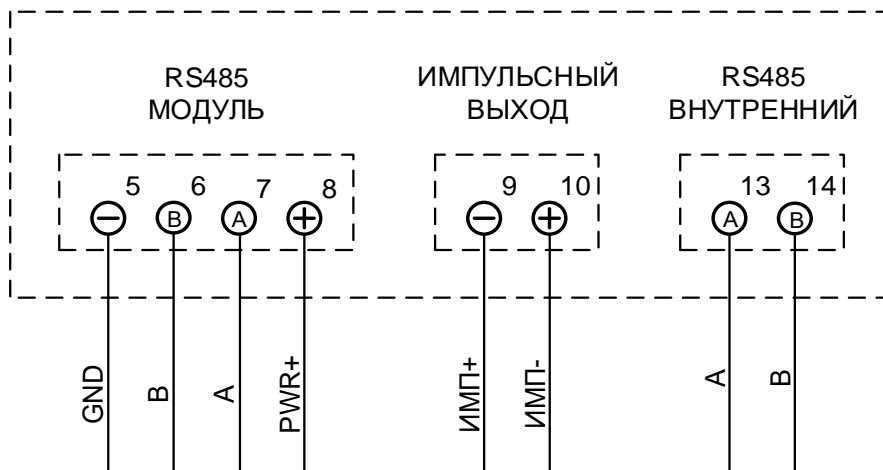 RS485
МОДУЛЬ
ИМПУЛЬСНЫЙ
ВЫХОД
RS485
ВНУТРЕННИЙ
5 6 7 8
B A
9 10
13 14
A B
GND
B
A
PWR+
ИМП+
ИМП-
A
B